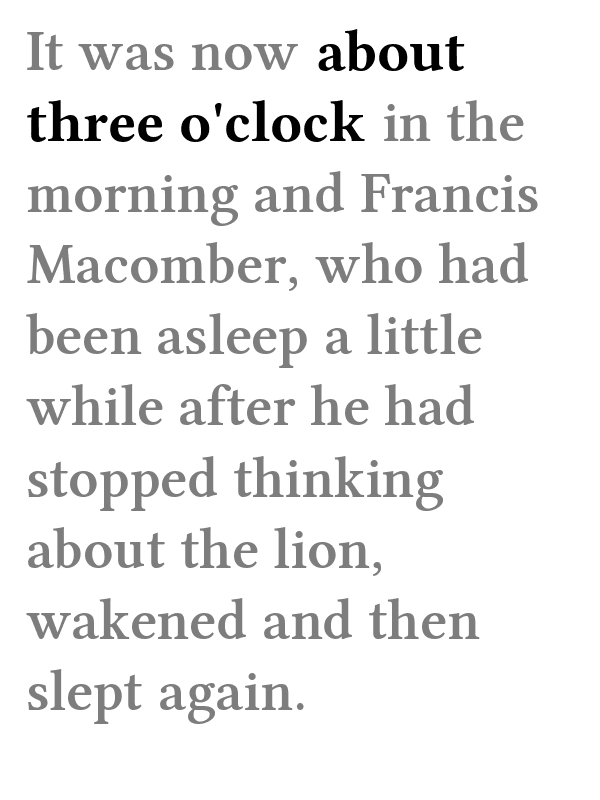 It was now about
three o'clock in the
morning and Francis
Macomber, who had
been asleep a little
while after he had
stopped thinking
about the lion,
wakened and then
slept again.